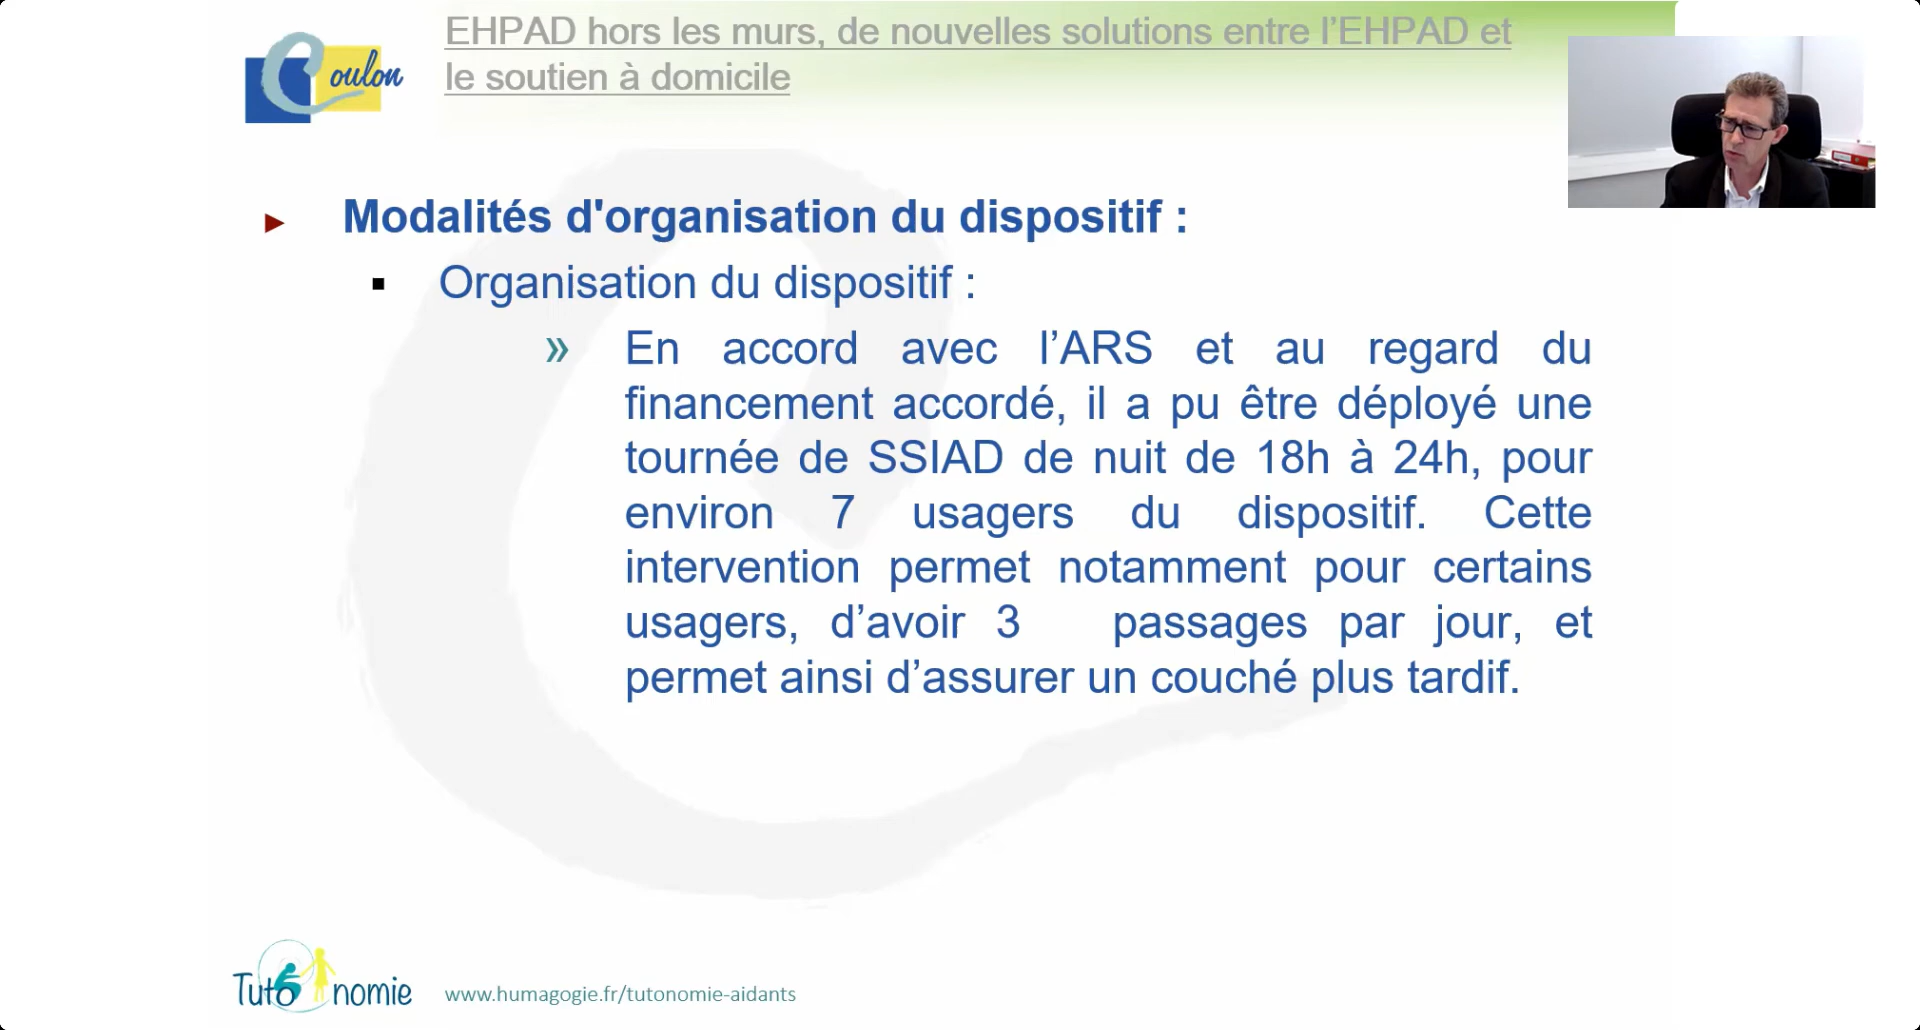 Coulon
EHPAD hors les murs, de nouvelles solutions entre l’EHPAD et
le soutien à domicile
► Modalités d'organisation du dispositif :
▪ Organisation du dispositif :
» En accord avec l’ARS et au regard du
financement accordé, il a pu être déployé une
tournée de SSIAD de nuit de 18h à 24h, pour
environ 7 usagers du dispositif. Cette
intervention permet notamment pour certains
usagers, d’avoir 3 passages par jour, et
permet ainsi d’assurer un couché plus tardif.
Tutonomie
www.humagogie.fr/tutonomie-aidants